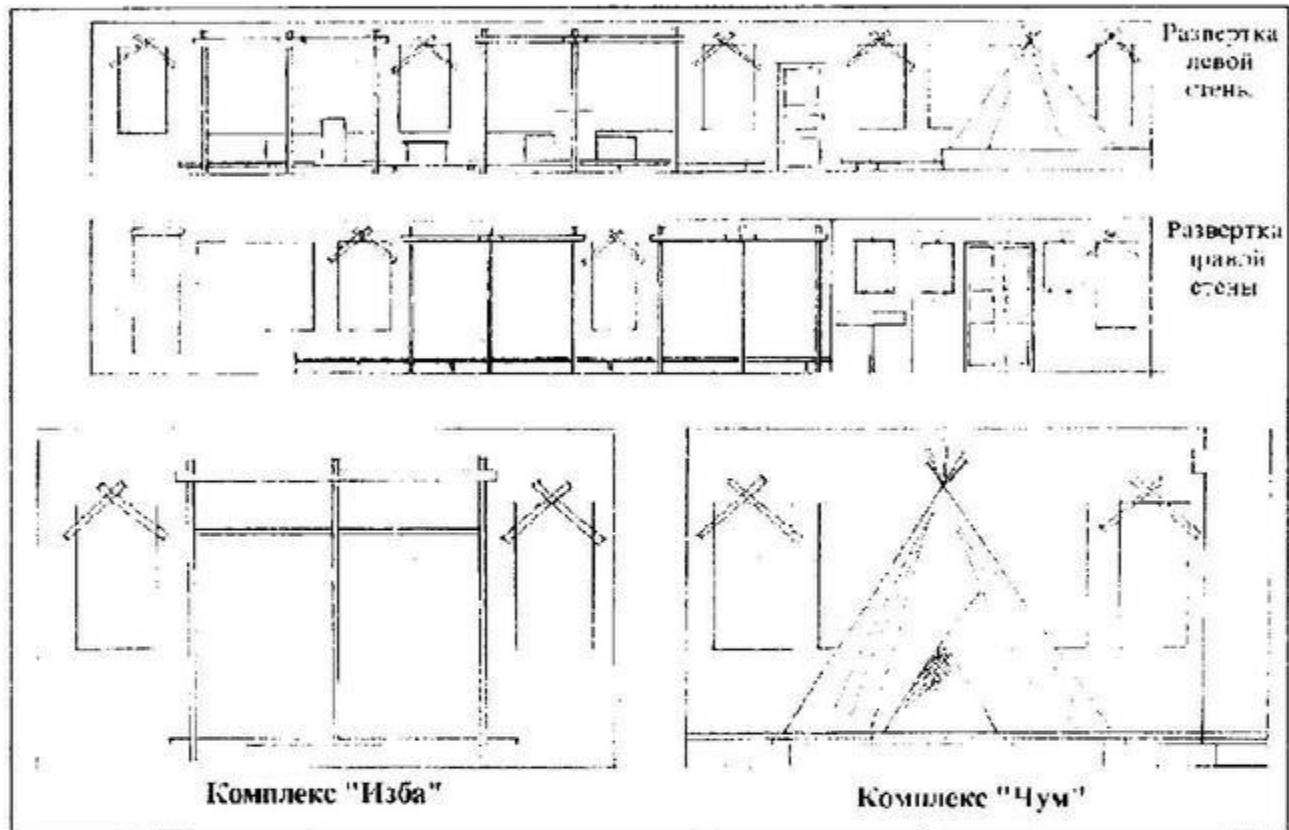 Развертка
левой
стены
Развертка
правой
стены
Комплекс "Изба"
Комплекс "Чум"